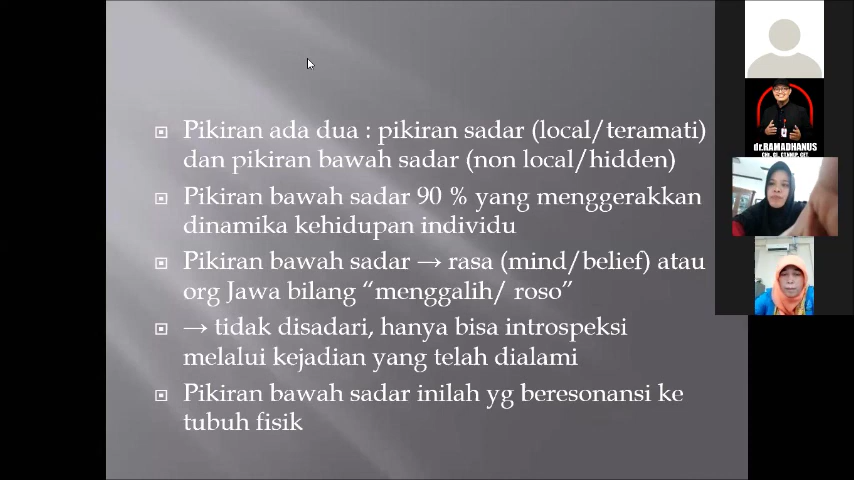 Pikiran ada dua : pikiran sadar (local/teramati)
dan pikiran bawah sadar (non local/hidden)
Pikiran bawah sadar 90 % yang menggerakkan
dinamika kehidupan individu
Pikiran bawah sadar → rasa (mind/belief) atau
org Jawa bilang “menggalih/ roso”
→ tidak disadari, hanya bisa introspeksi
melalui kejadian yang telah dialami
Pikiran bawah sadar inilah yg beresonansi ke
tubuh fisik
dr.RAMADHANUS